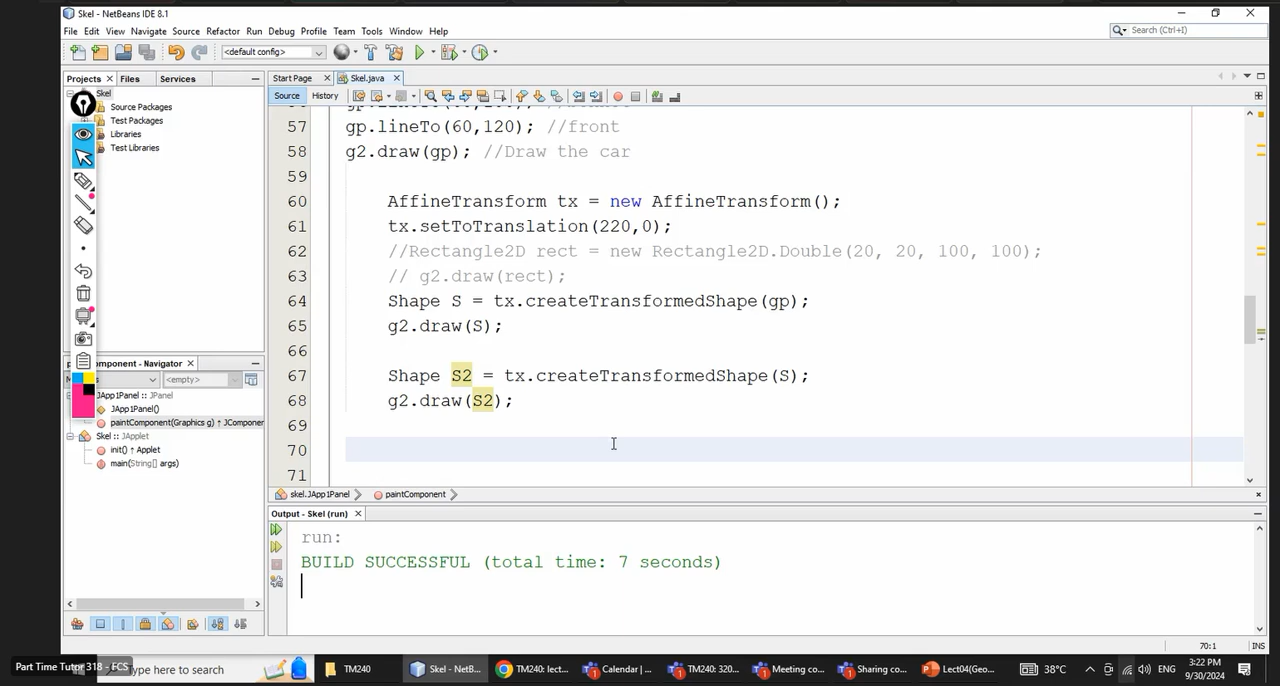 Skel - NetBeans IDE 8.1
File Edit View Navigate Source Refactor Run Debug Profile Team Tools Window Help
Search (Ctrl+I)
<default config>
Projects Files Services
Start Page Skel.java
Source History
Skel
Source Packages
Test Packages
Libraries
Test Libraries
57 gp.lineTo(60,120); //front
58 g2.draw(gp); //Draw the car
59
60 AffineTransform tx = new AffineTransform();
61 tx.setToTranslation(220,0);
62 //Rectangle2D rect = new Rectangle2D.Double(20, 20, 100, 100);
63 // g2.draw(rect);
64 Shape S = tx.createTransformedShape(gp);
65 g2.draw(S);
66
67 Shape S2 = tx.createTransformedShape(S);
68 g2.draw(S2);
69
70
71
omponent - Navigator
<empty>
JApp1Panel :: JPanel
JApp1Panel()
paintComponent(Graphics g) ↑ JComponer
Skel :: JApplet
init() ↑ Applet
main(String[] args)
skel.JApp1Panel paintComponent
Output - Skel (run)
run:
BUILD SUCCESSFUL (total time: 7 seconds)
70:1 INS
Part Time Tutor 318 - FCS
ype here to search
TM240
Skel - NetB...
TM240: lect...
Calendar | ...
TM240: 320...
Meeting co...
Sharing co...
Lect04(Geo...
38°C
ENG
3:22 PM
9/30/2024